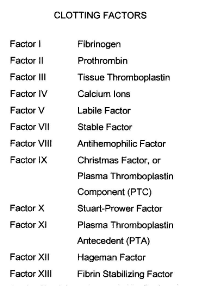 CLOTTING FACTORS
Factor I Fibrinogen
Factor II Prothrombin
Factor III Tissue Thromboplastin
Factor IV Calcium Ions
Factor V Labile Factor
Factor VII Stable Factor
Factor VIII Antihemophilic Factor
Factor IX Christmas Factor, or
Plasma Thromboplastin
Component (PTC)
Factor X Stuart-Prower Factor
Factor XI Plasma Thromboplastin
Antecedent (PTA)
Factor XII Hageman Factor
Factor XIII Fibrin Stabilizing Factor